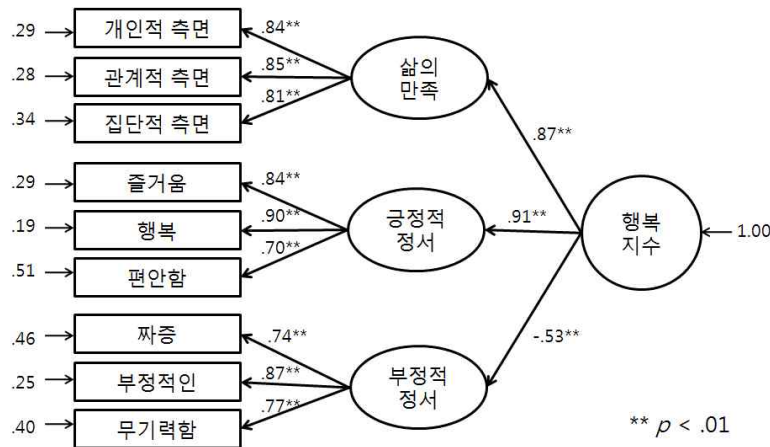 .29
개인적 측면
.84**
.28
관계적 측면
.85**
.34
집단적 측면
.81**
삶의
만족
.87**
.29
즐거움
.84**
.19
행복
.90**
.51
편안함
.70**
긍정적
정서
.91**
행복
지수
1.00
.46
짜증
.74**
.25
부정적인
.87**
.40
무기력함
.77**
부정적
정서
-.53**
** p < .01